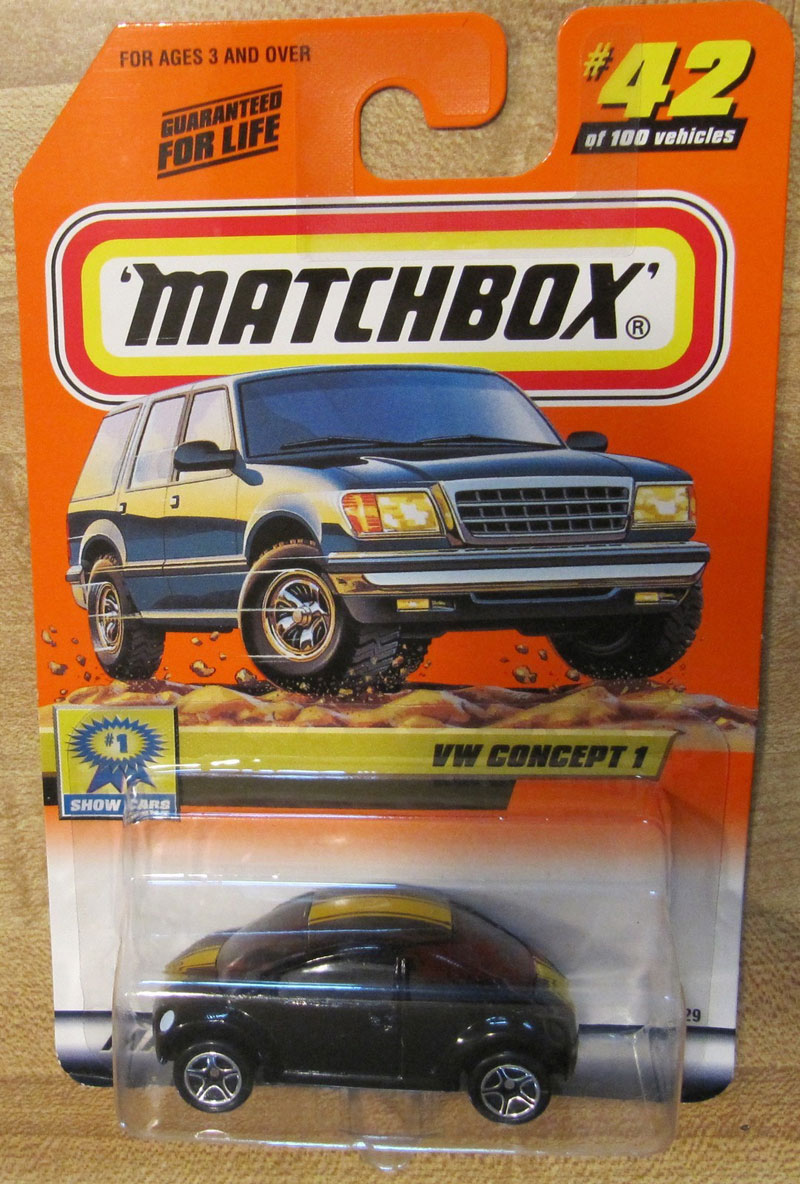 FOR AGES 3 AND OVER
GUARANTEED
FOR LIFE
#42
of 100 vehicles
'MATCHBOX'®
#1
SHOW CARS
VW CONCEPT 1
29